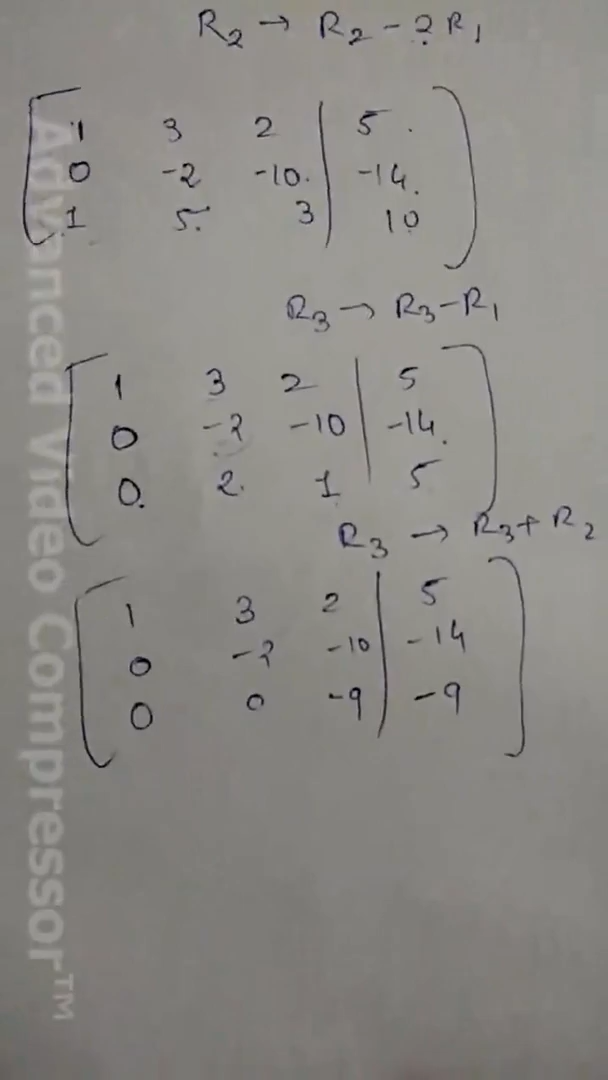 R₂ → R₂ - 2R₁
1 3 2 | 5
0 -2 -10 | -14
1 5 3 | 10
R₃ → R₃-R₁
1 3 2 | 5
0 -2 -10 | -14
0 2 1 | 5
R₃ → R₃+R₂
1 3 2 | 5
0 -2 -10 | -14
0 0 -9 | -9
Advanced Video Compressor™